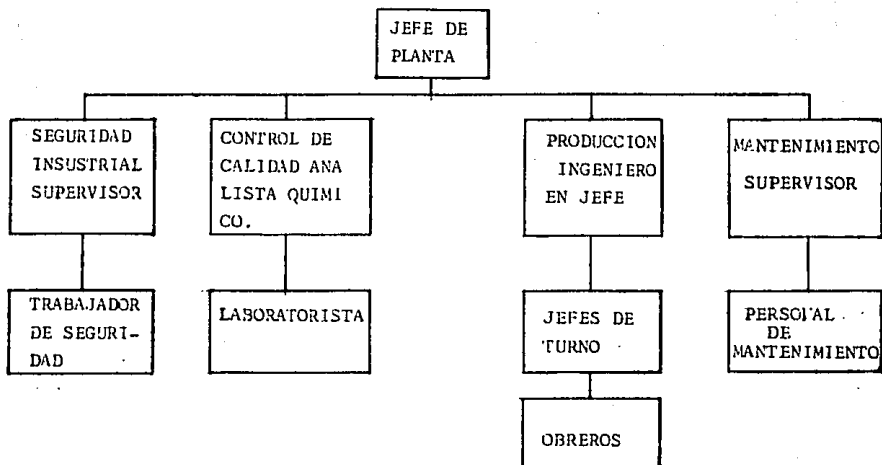 JEFE DE
PLANTA
SEGURIDAD
INSUSTRIAL
SUPERVISOR
CONTROL DE
CALIDAD ANA
LISTA QUIMI
CO.
PRODUCCION
INGENIERO
EN JEFE
MANTENIMIENTO
SUPERVISOR
TRABAJADOR
DE SEGURI-
DAD
LABORATORISTA
JEFES DE
TURNO
PERSONAL
DE
MANTENIMIENTO
OBREROS